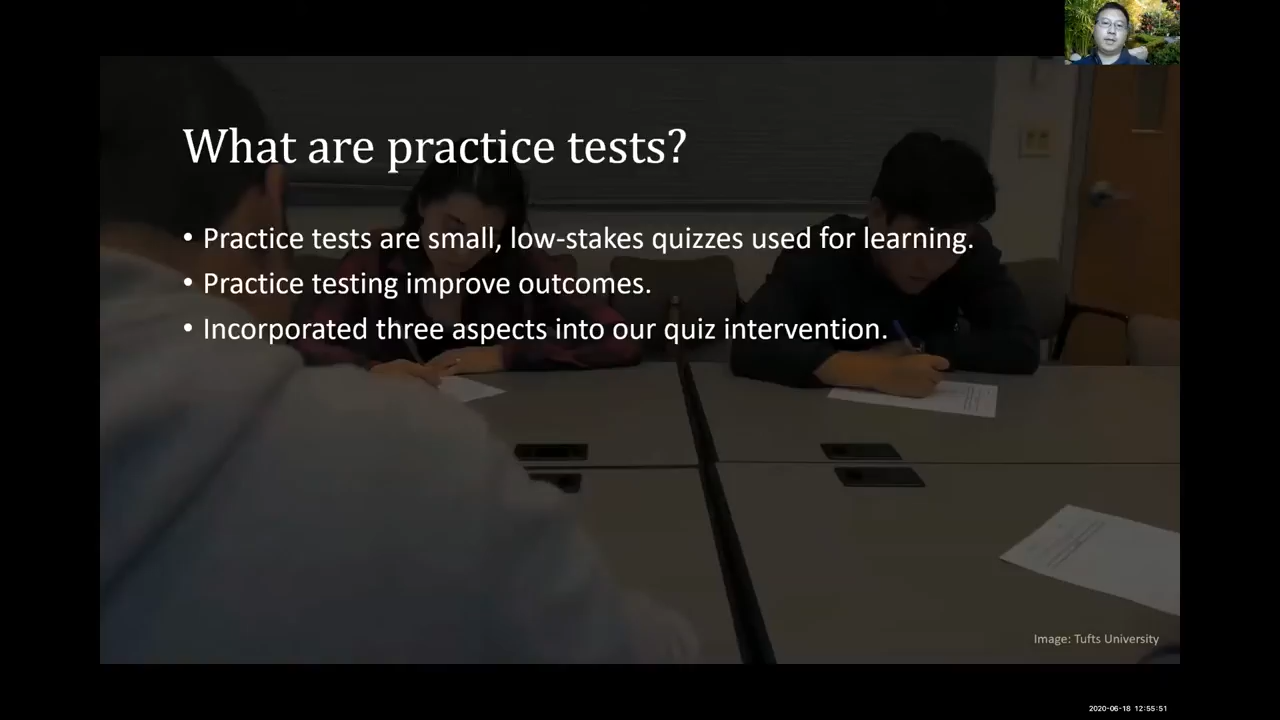 What are practice tests?
• Practice tests are small, low-stakes quizzes used for learning.
• Practice testing improve outcomes.
• Incorporated three aspects into our quiz intervention.
Image: Tufts University
2020-06-18 12:55:51